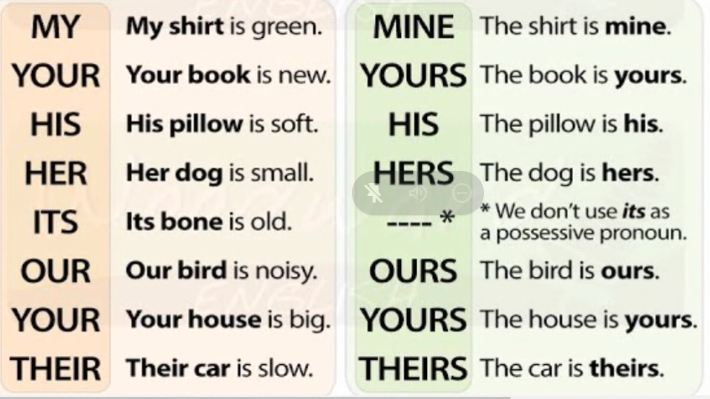 MY My shirt is green.
YOUR Your book is new.
HIS His pillow is soft.
HER Her dog is small.
ITS Its bone is old.
OUR Our bird is noisy.
YOUR Your house is big.
THEIR Their car is slow.
MINE The shirt is mine.
YOURS The book is yours.
HIS The pillow is his.
HERS The dog is hers.
---- * * We don't use its as
a possessive pronoun.
OURS The bird is ours.
YOURS The house is yours.
THEIRS The car is theirs.
ENGLISH